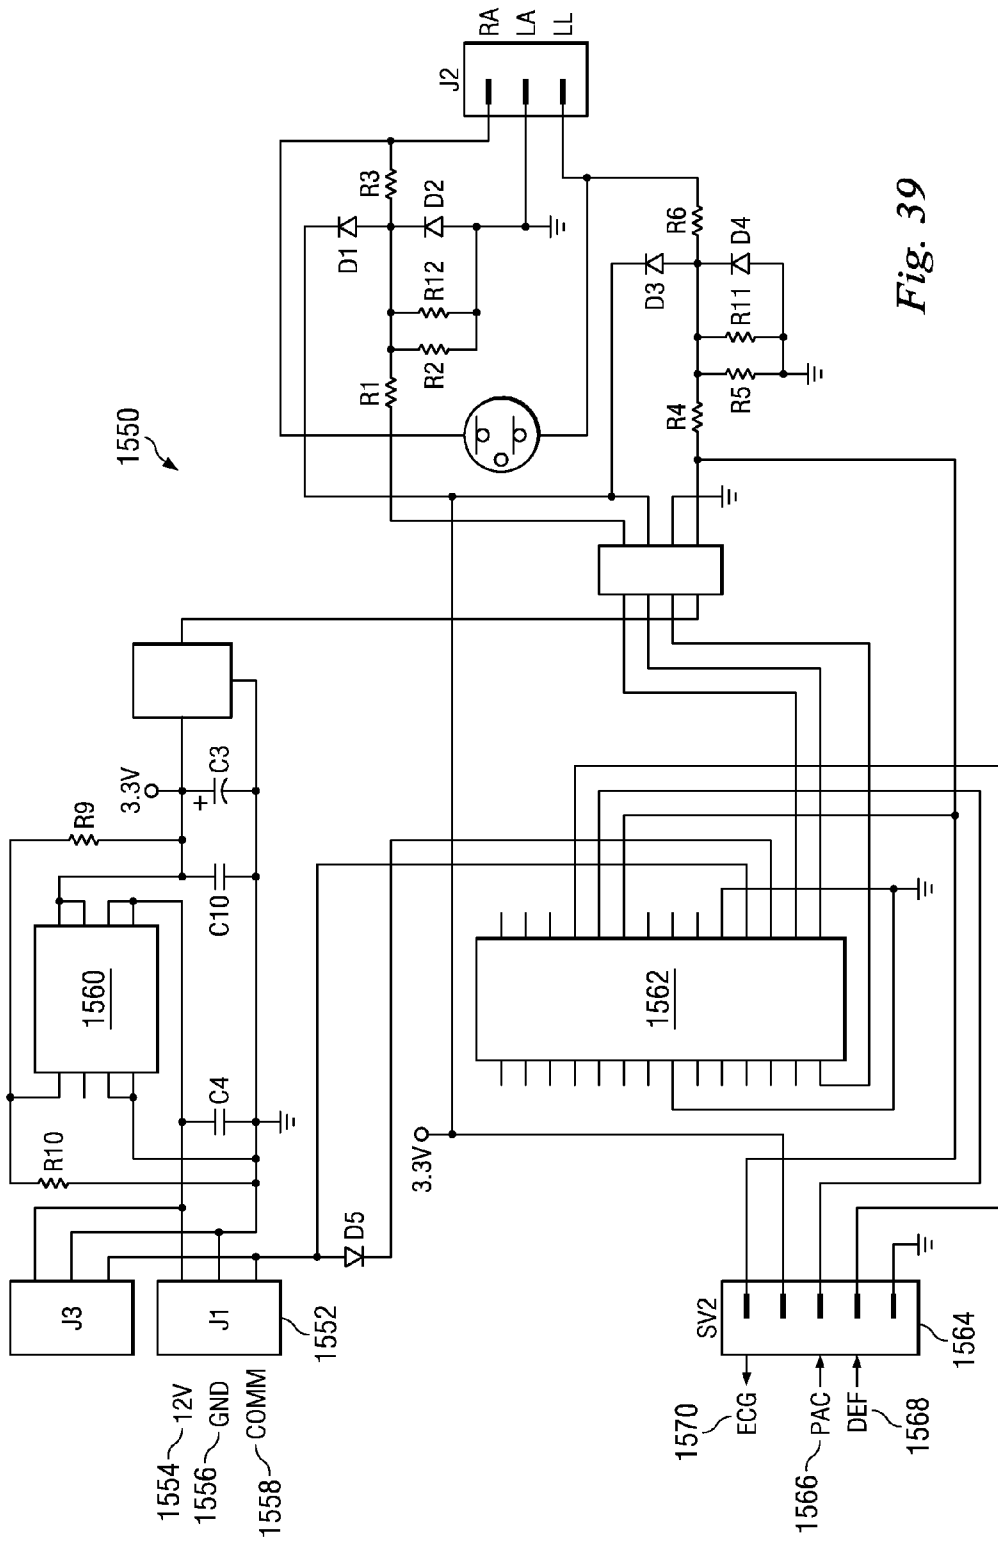 1550
J2
RA
LA
LL
R3
D1
D2
R12
R1
R2
R6
D3
D4
R11
R4
R5
3.3V
C3
+
R9
C10
1560
C4
R10
1562
3.3V
D5
J3
J1
1552
1554
12V
1556
GND
1558
COMM
SV2
1564
1570
ECG
1566
PAC
DEF
1568
Fig. 39